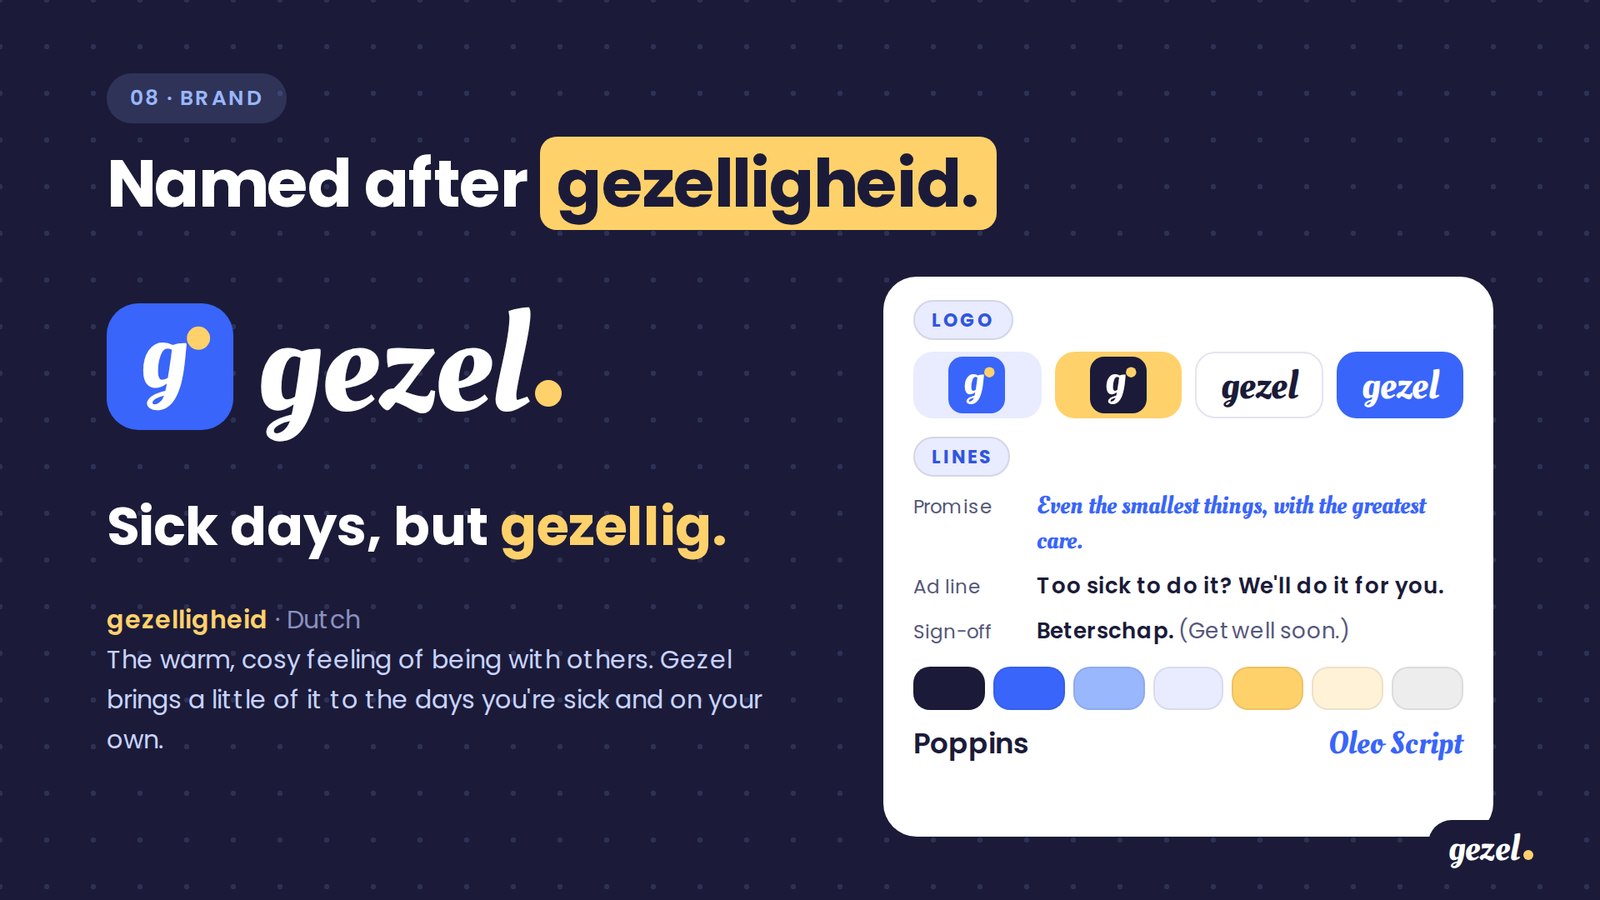 08 · BRAND
Named after gezelligheid.
g gezel.
Sick days, but gezellig.
gezelligheid · Dutch
The warm, cosy feeling of being with others. Gezel
brings a little of it to the days you're sick and on your
own.
LOGO
g g gezel gezel
LINES
Promise Even the smallest things, with the greatest
care.
Ad line Too sick to do it? We'll do it for you.
Sign-off Beterschap. (Get well soon.)
Poppins Oleo Script
gezel.